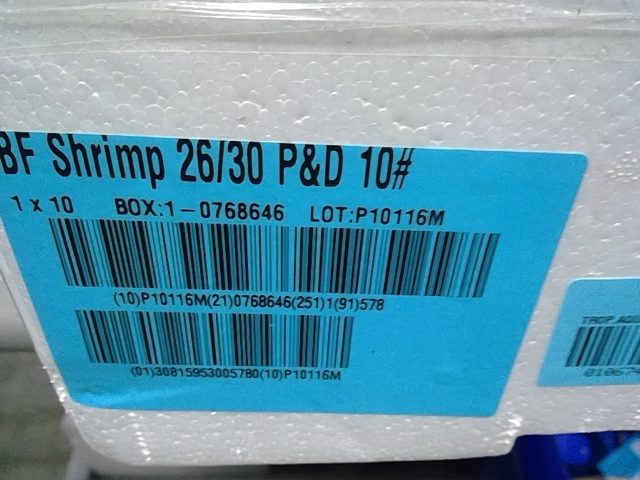 BF Shrimp 26/30 P&D 10#
1 x 10 BOX:1-0768646 LOT:P10116M
(10)P10116M(21)0768646(251)1(91)578
(01)30815953005780(10)P10116M